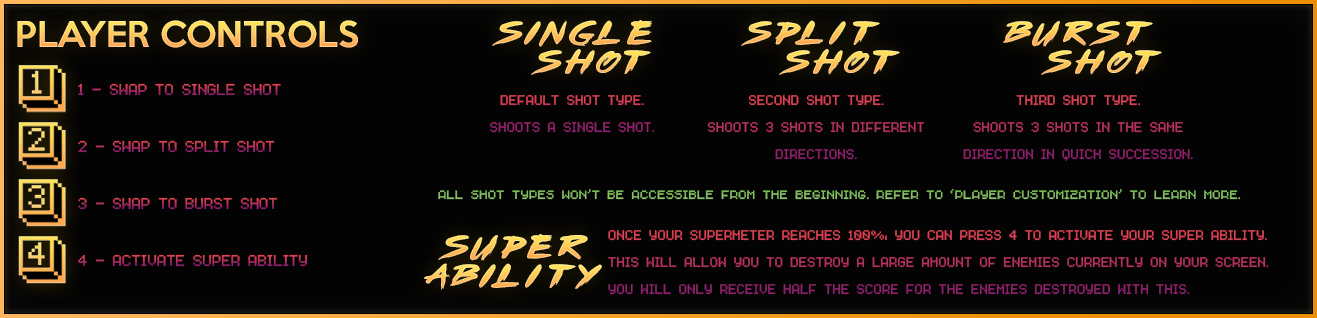 PLAYER CONTROLS
1
1 - SWAP TO SINGLE SHOT
2
2 - SWAP TO SPLIT SHOT
3
3 - SWAP TO BURST SHOT
4
4 - ACTIVATE SUPER ABILITY
SINGLE
SHOT
DEFAULT SHOT TYPE.
SHOOTS A SINGLE SHOT.
SPLIT
SHOT
SECOND SHOT TYPE.
SHOOTS 3 SHOTS IN DIFFERENT
DIRECTIONS.
BURST
SHOT
THIRD SHOT TYPE.
SHOOTS 3 SHOTS IN THE SAME
DIRECTION IN QUICH SUCCESSION.
ALL SHOT TYPES WON'T BE ACCESSIBLE FROM THE BEGINNING. REFER TO 'PLAYER CUSTOMIZATION' TO LEARN MORE.
SUPER
ABILITY
ONCE YOUR SUPERMETER REACHES 100%, YOU CAN PRESS 4 TO ACTIVATE YOUR SUPER ABILITY.
THIS WILL ALLOW YOU TO DESTROY A LARGE AMOUNT OF ENEMIES CURRENTLY ON YOUR SCREEN.
YOU WILL ONLY RECEIVE HALF THE SCORE FOR THE ENEMIES DESTROYED WITH THIS.